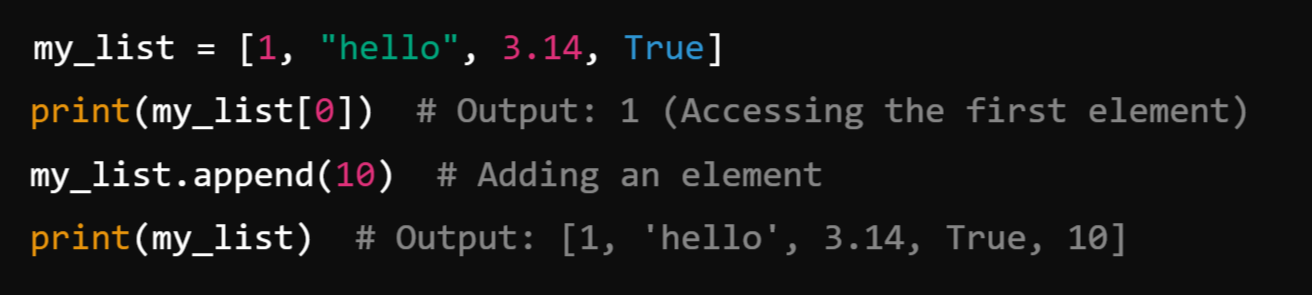 my_list = [1, "hello", 3.14, True]
print(my_list[0])  # Output: 1 (Accessing the first element)
my_list.append(10)  # Adding an element
print(my_list)  # Output: [1, 'hello', 3.14, True, 10]